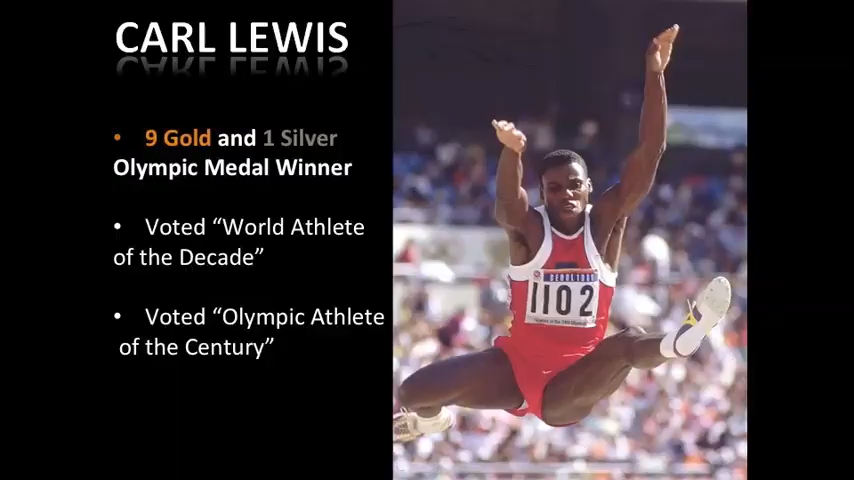 CARL LEWIS
• 9 Gold and 1 Silver
Olympic Medal Winner
• Voted “World Athlete
of the Decade”
• Voted “Olympic Athlete
of the Century”
1102